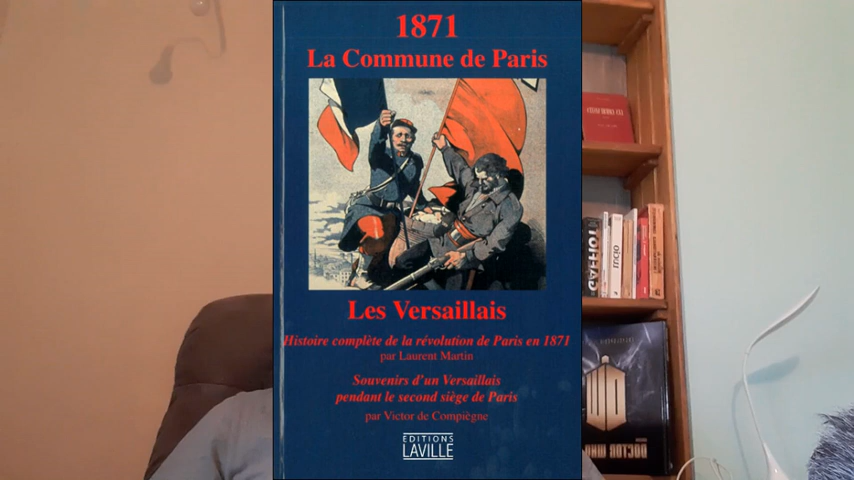 1871
La Commune de Paris
Les Versaillais
Histoire complète de la révolution de Paris en 1871
par Laurent Martin
Souvenirs d'un Versaillais
pendant le second siège de Paris
par Victor de Compiègne
ÉDITIONS
LAVILLE